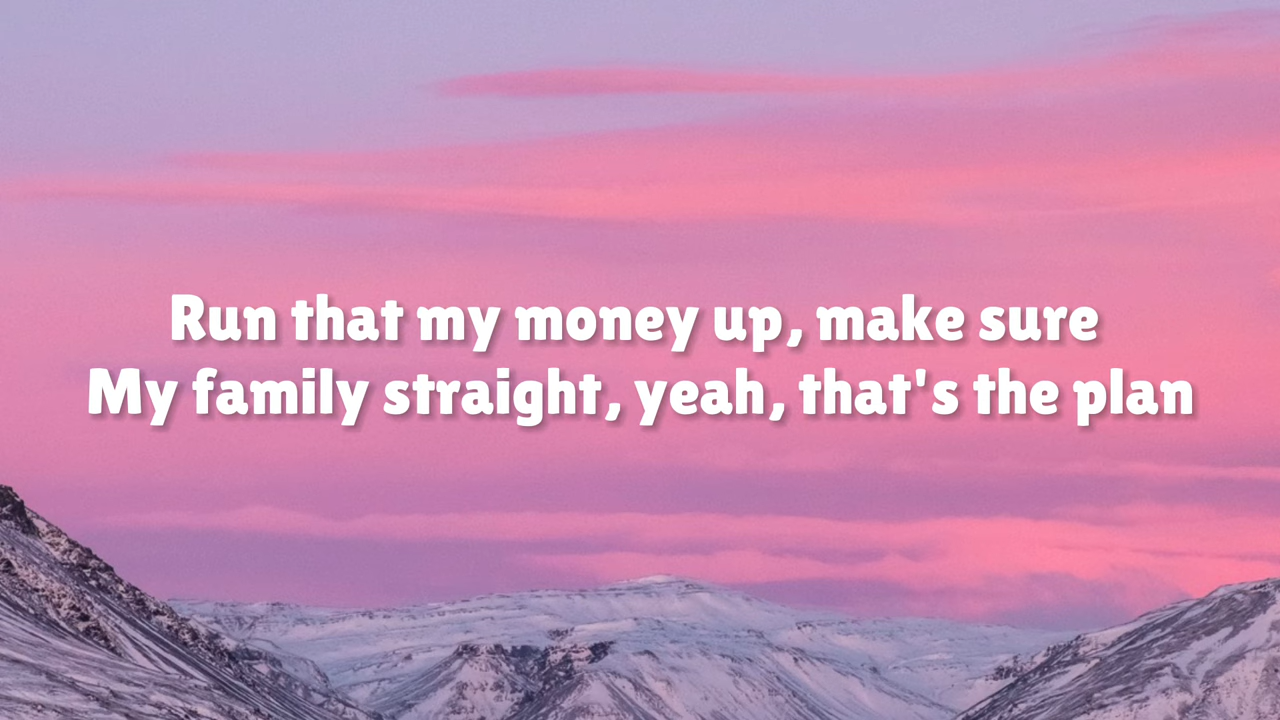 Run that my money up, make sure
My family straight, yeah, that's the plan